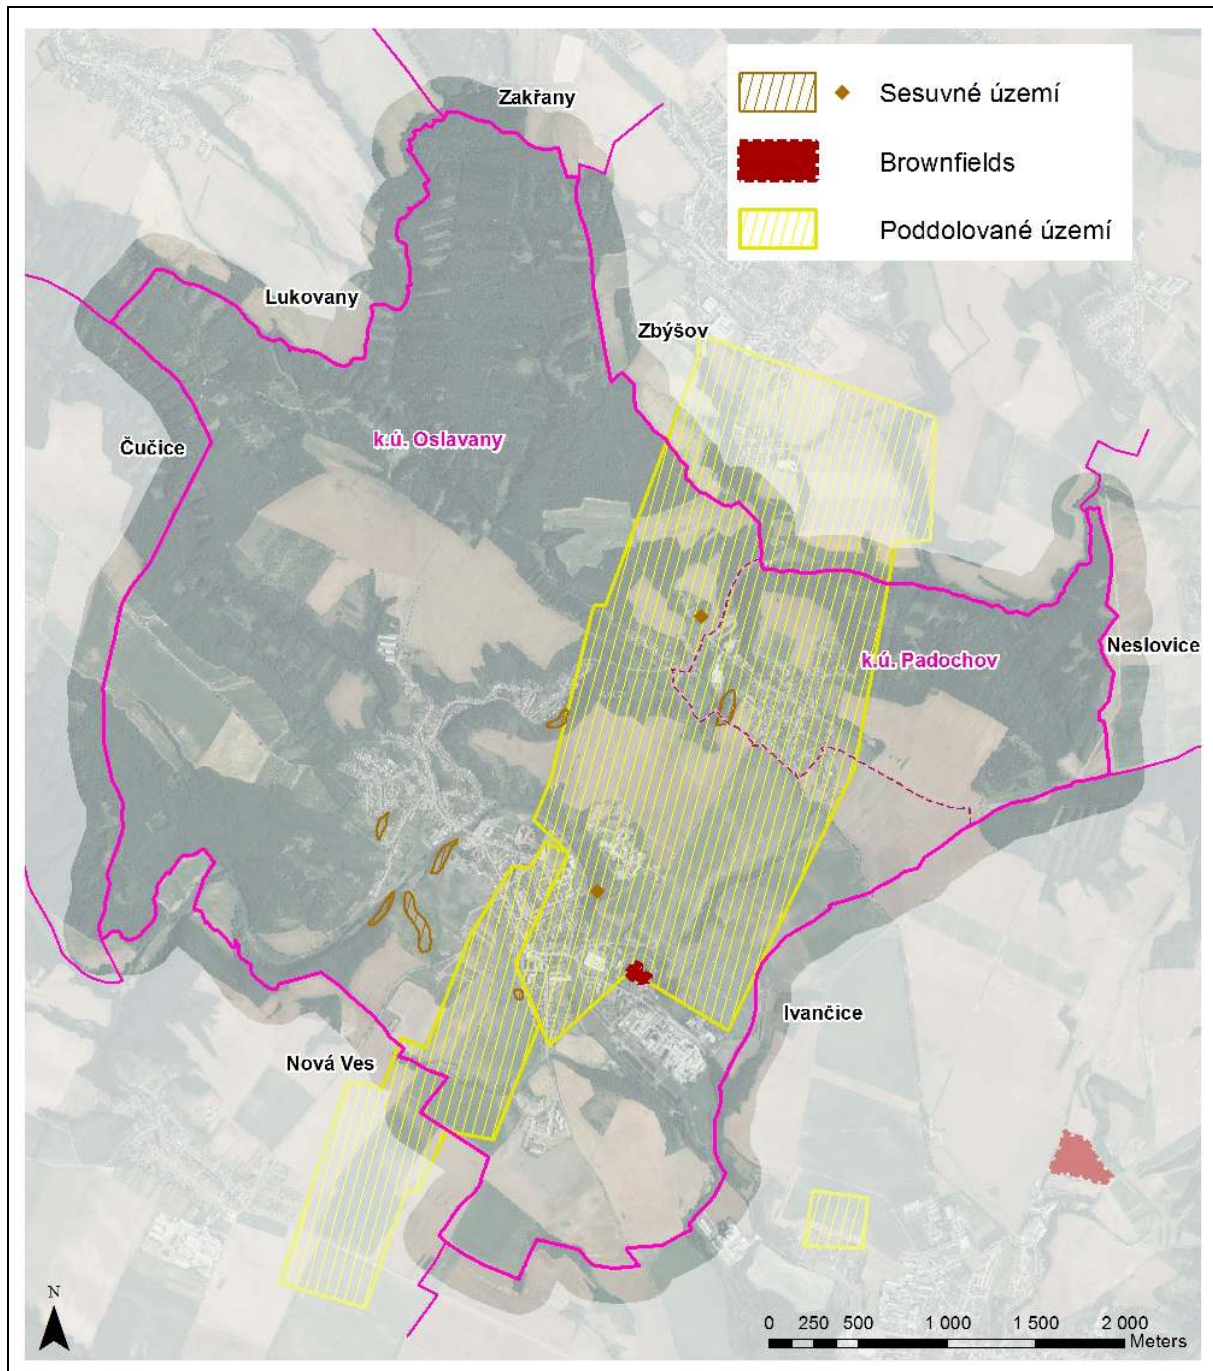 Zakřany
Sesuvné území
Brownfields
Poddolované území
Lukovany
Zbýšov
Čučice
k.ú. Oslavany
Neslovice
k.ú. Padochov
Ivančice
Nová Ves
N
0 250 500 1 000 1 500 2 000
Meters